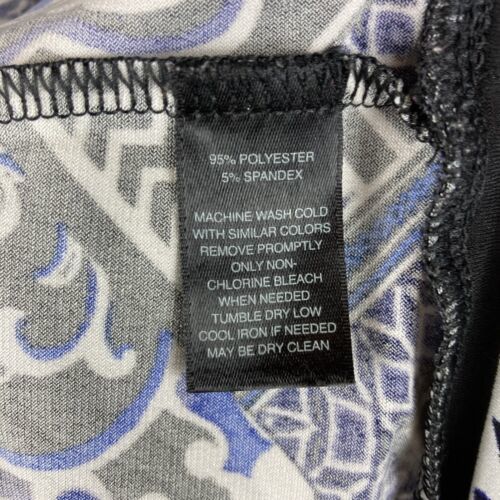 95% POLYESTER
5% SPANDEX
MACHINE WASH COLD
WITH SIMILAR COLORS
REMOVE PROMPTLY
ONLY NON-
CHLORINE BLEACH
WHEN NEEDED
TUMBLE DRY LOW
COOL IRON IF NEEDED
MAY BE DRY CLEAN